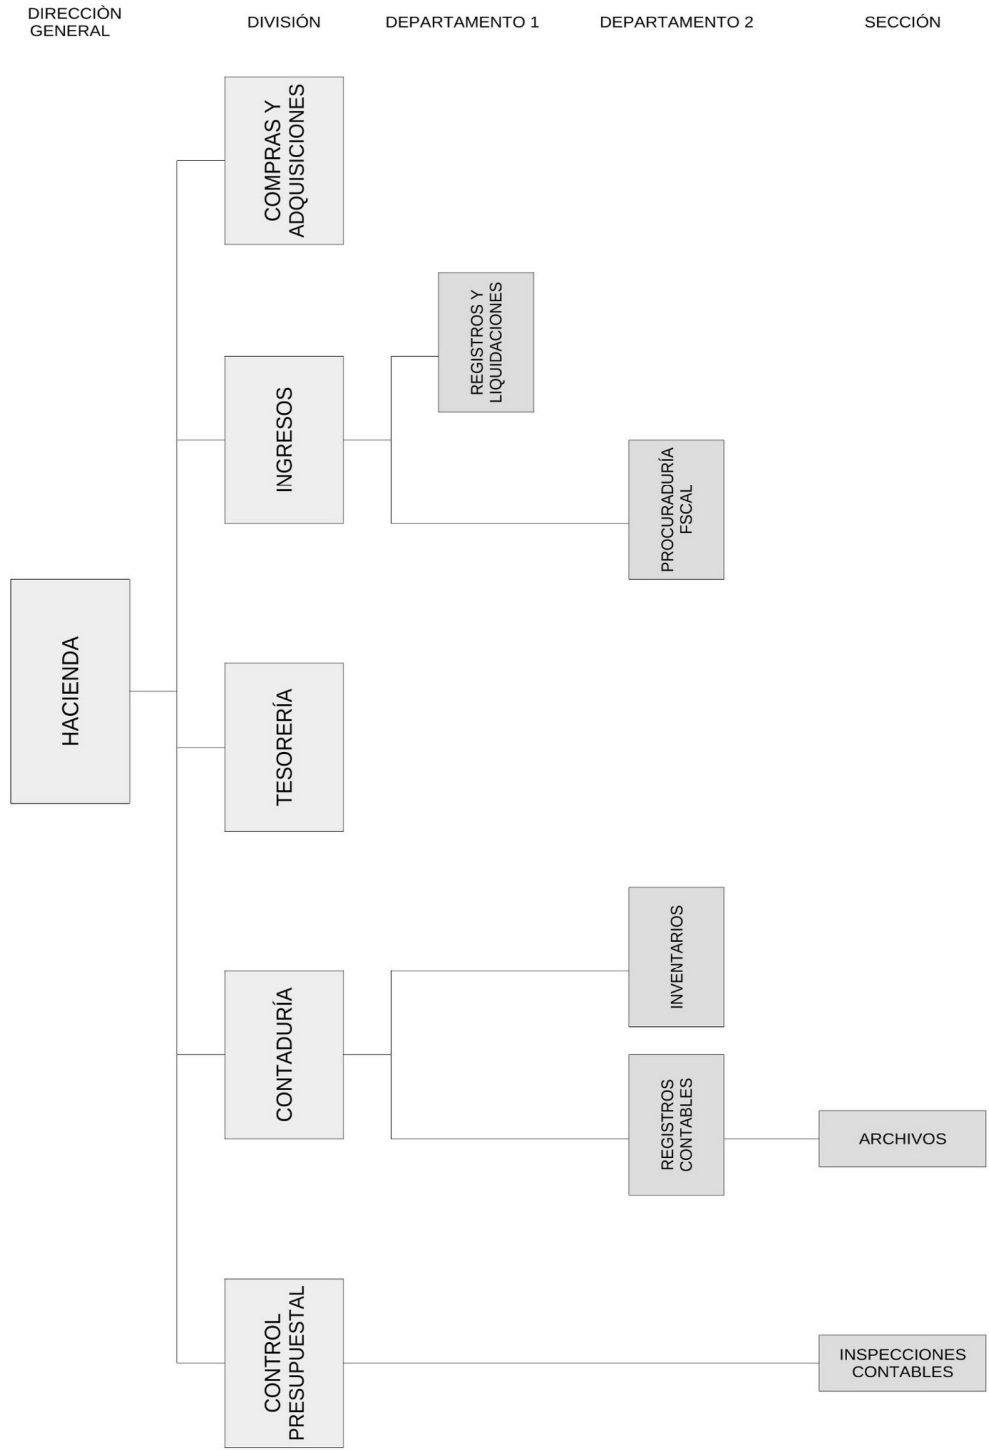 DIRECCIÒN
GENERAL
DIVISIÓN
DEPARTAMENTO 1
DEPARTAMENTO 2
SECCIÓN
COMPRAS Y
ADQUISICIONES
REGISTROS Y
LIQUIDACIONES
INGRESOS
PROCURADURÍA
FSCAL
HACIENDA
TESORERÍA
INVENTARIOS
CONTADURÍA
REGISTROS
CONTABLES
ARCHIVOS
CONTROL
PRESUPUESTAL
INSPECCIONES
CONTABLES